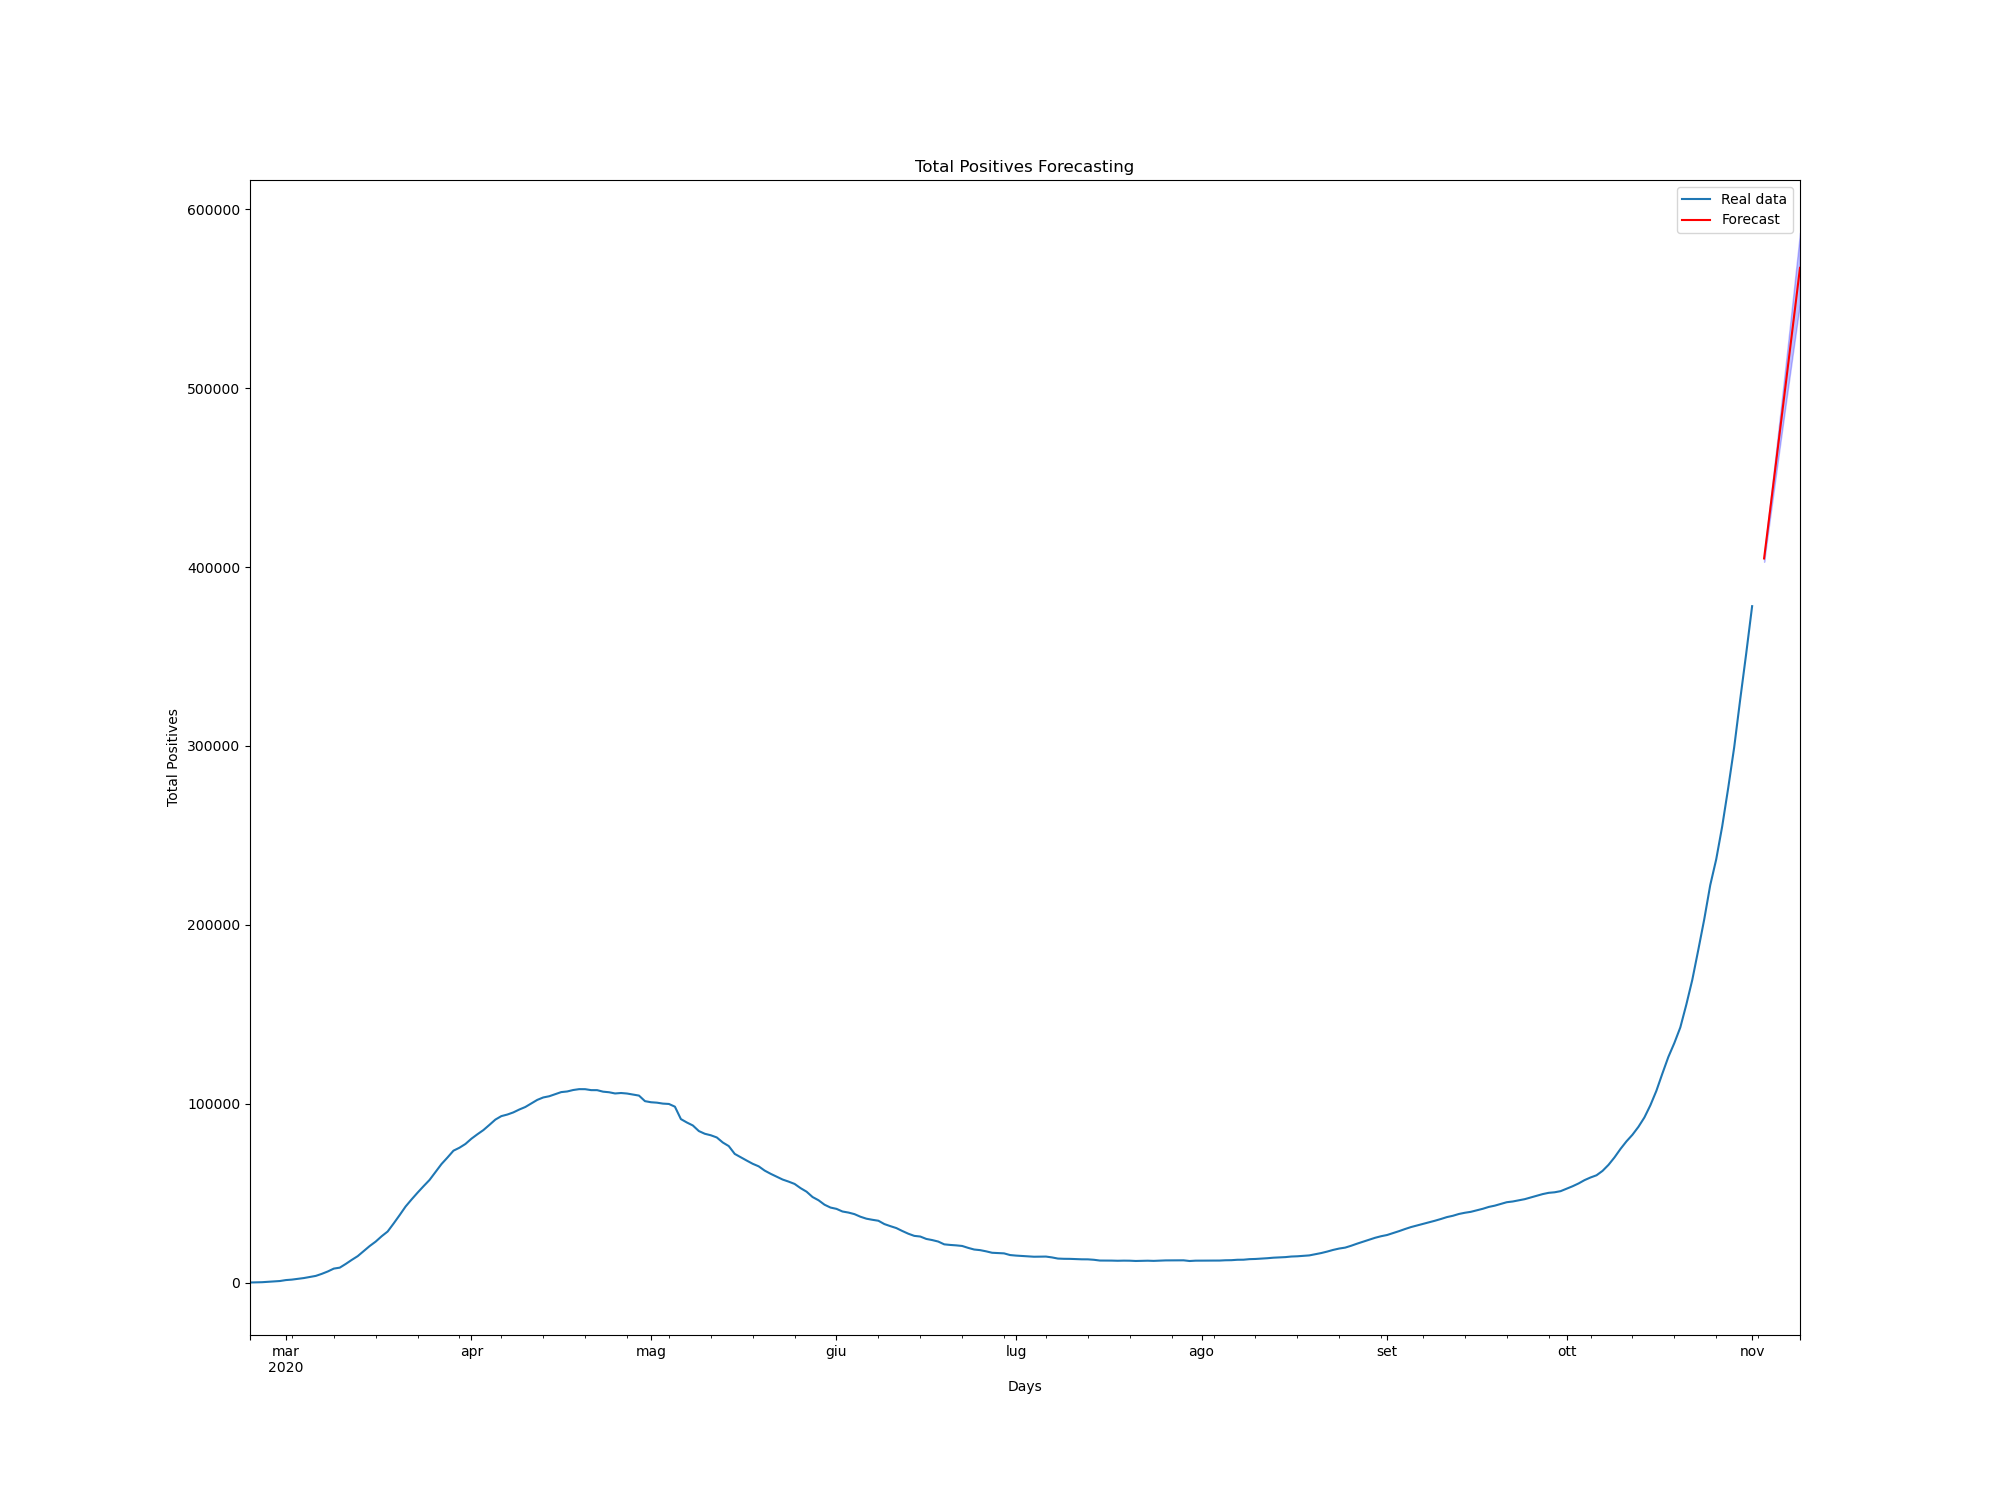 Total Positives Forecasting
Real data
Forecast
600000
500000
400000
300000
200000
100000
0
Total Positives
mar apr mag giu lug ago set ott nov
2020
Days